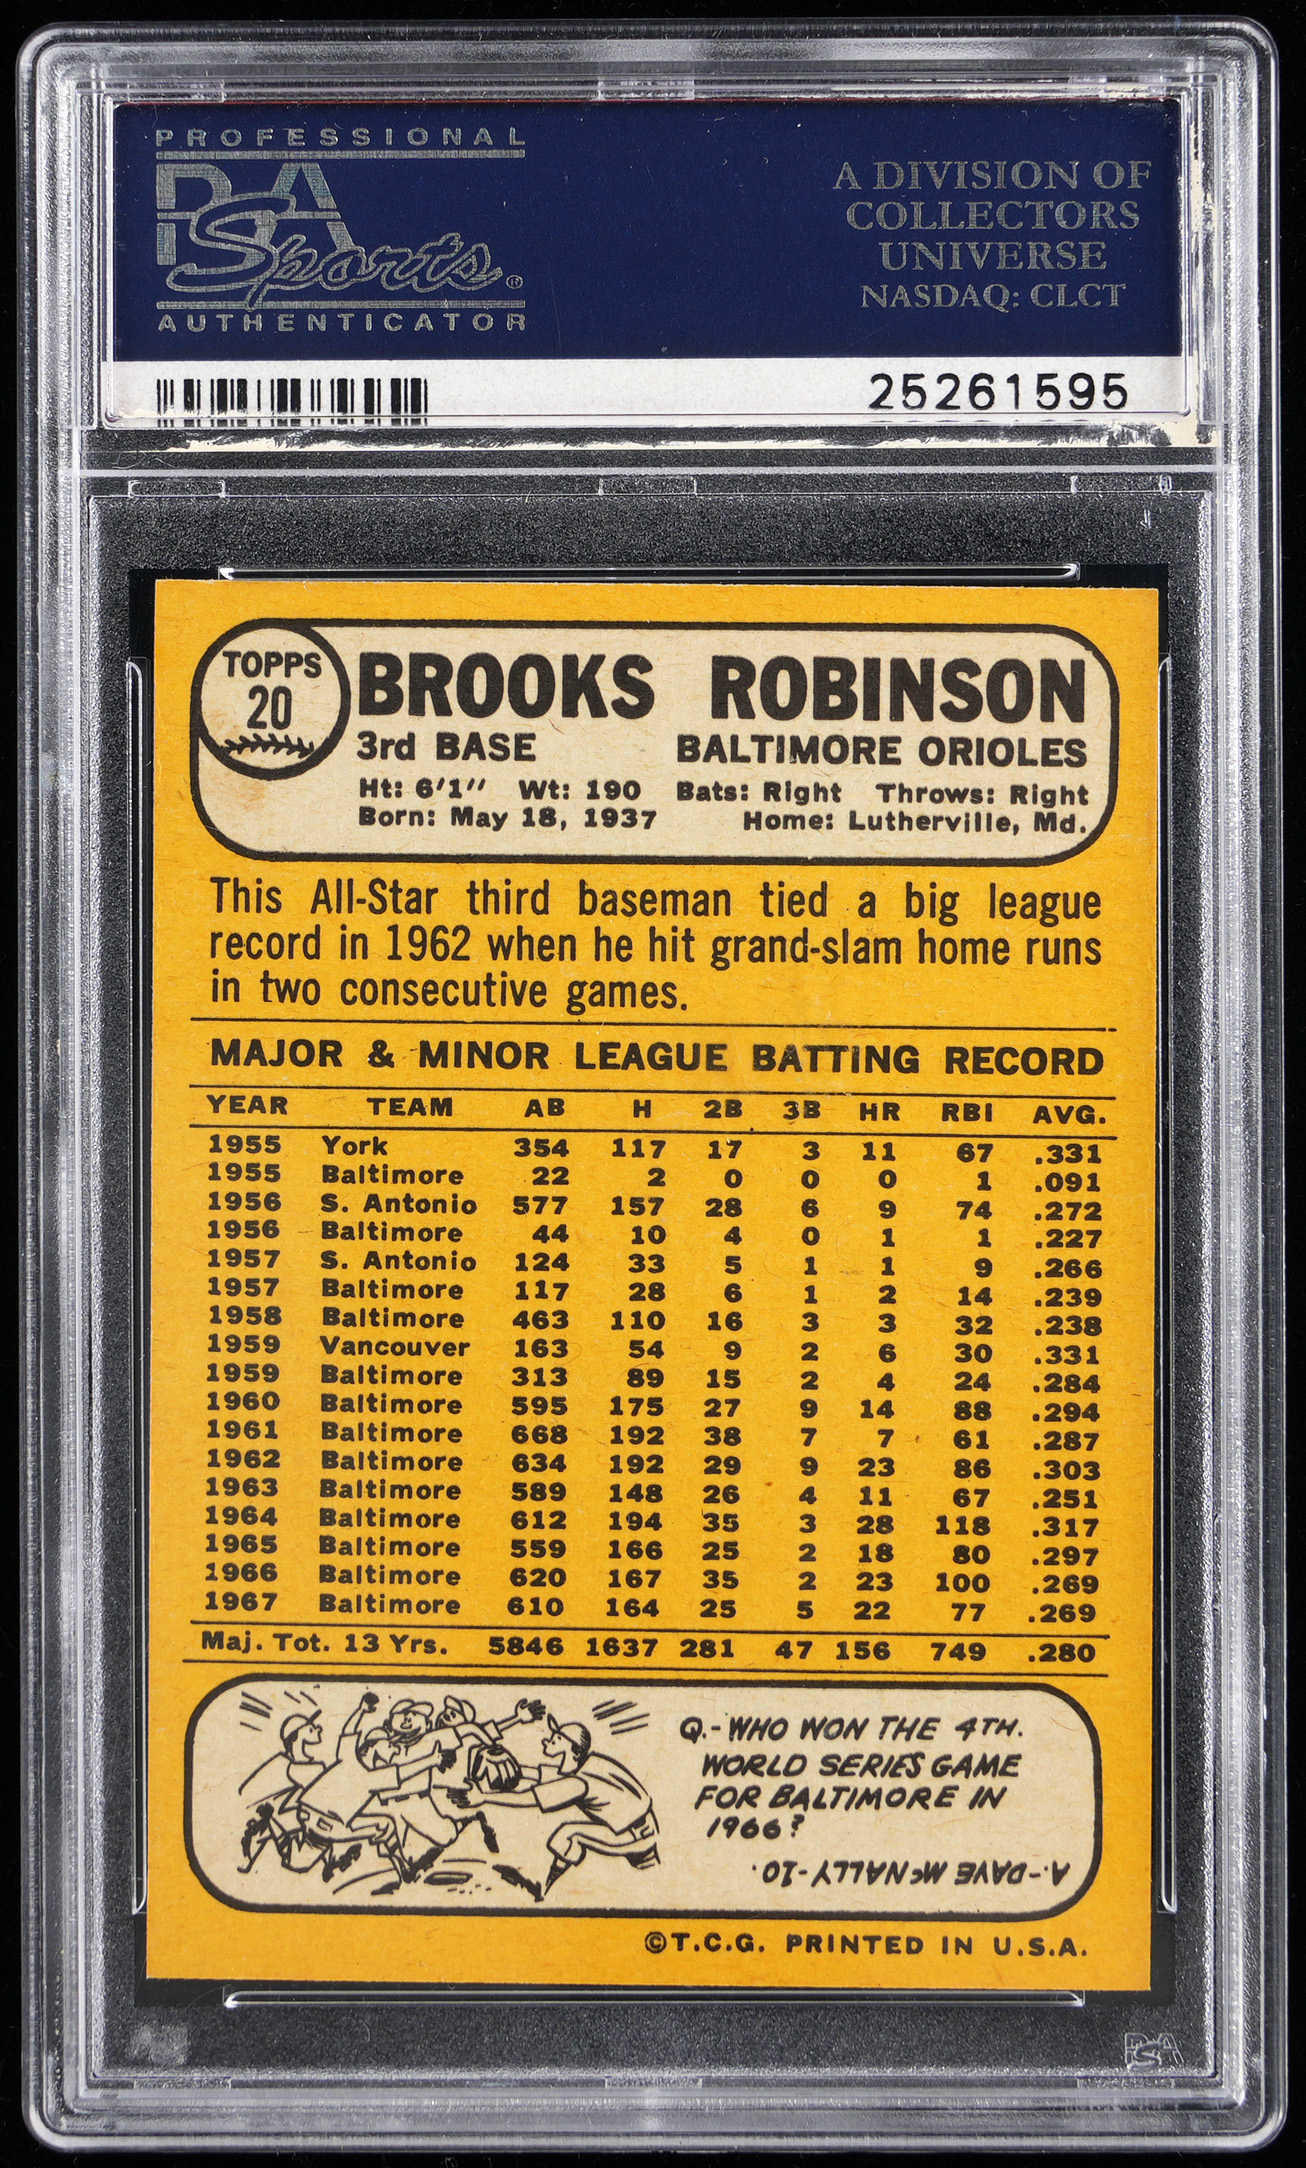 PROFESSIONAL
PSA
Sports®
AUTHENTICATOR
A DIVISION OF
COLLECTORS
UNIVERSE
NASDAQ: CLCT
25261595
TOPPS
20
BROOKS ROBINSON
3rd BASE BALTIMORE ORIOLES
Ht: 6'1" Wt: 190 Bats: Right Throws: Right
Born: May 18, 1937 Home: Lutherville, Md.
This All-Star third baseman tied a big league
record in 1962 when he hit grand-slam home runs
in two consecutive games.
MAJOR & MINOR LEAGUE BATTING RECORD
YEAR TEAM AB H 2B 3B HR RBI AVG.
1955 York 354 117 17 3 11 67 .331
1955 Baltimore 22 2 0 0 0 1 .091
1956 S. Antonio 577 157 28 6 9 74 .272
1956 Baltimore 44 10 4 0 1 1 .227
1957 S. Antonio 124 33 5 1 1 9 .266
1957 Baltimore 117 28 6 1 2 14 .239
1958 Baltimore 463 110 16 3 3 32 .238
1959 Vancouver 163 54 9 2 6 30 .331
1959 Baltimore 313 89 15 2 4 24 .284
1960 Baltimore 595 175 27 9 14 88 .294
1961 Baltimore 668 192 38 7 7 61 .287
1962 Baltimore 634 192 29 9 23 86 .303
1963 Baltimore 589 148 26 4 11 67 .251
1964 Baltimore 612 194 35 3 28 118 .317
1965 Baltimore 559 166 25 2 18 80 .297
1966 Baltimore 620 167 35 2 23 100 .269
1967 Baltimore 610 164 25 5 22 77 .269
Maj. Tot. 13 Yrs. 5846 1637 281 47 156 749 .280
Q.-WHO WON THE 4TH.
WORLD SERIES GAME
FOR BALTIMORE IN
1966?
A.-DAVE McNALLY-10.
©T.C.G. PRINTED IN U.S.A.
PSA